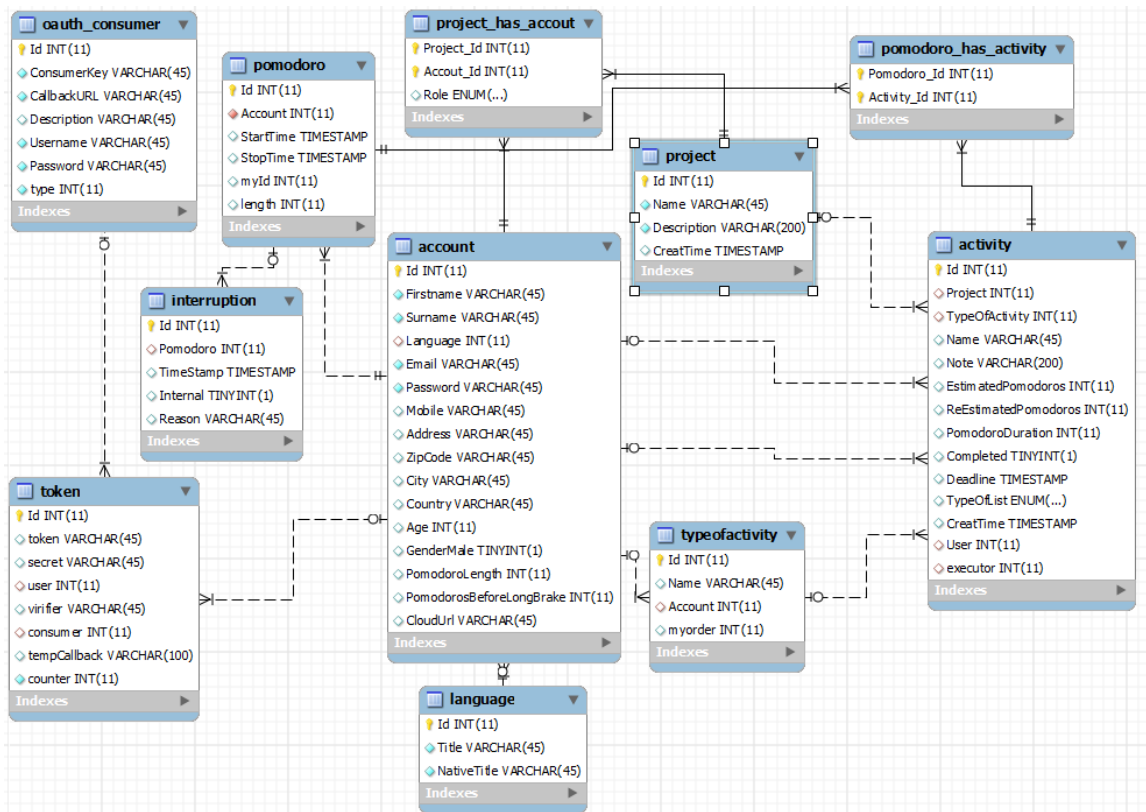 oauth_consumer
Id INT(11)
ConsumerKey VARCHAR(45)
CallbackURL VARCHAR(45)
Description VARCHAR(45)
Username VARCHAR(45)
Password VARCHAR(45)
type INT(11)
Indexes
pomodoro
Id INT(11)
Account INT(11)
StartTime TIMESTAMP
StopTime TIMESTAMP
myId INT(11)
length INT(11)
Indexes
project_has_accout
Project_Id INT(11)
Accout_Id INT(11)
Role ENUM(...)
Indexes
pomodoro_has_activity
Pomodoro_Id INT(11)
Activity_Id INT(11)
Indexes
project
Id INT(11)
Name VARCHAR(45)
Description VARCHAR(200)
CreatTime TIMESTAMP
Indexes
interruption
Id INT(11)
Pomodoro INT(11)
TimeStamp TIMESTAMP
Internal TINYINT(1)
Reason VARCHAR(45)
Indexes
account
Id INT(11)
Firstname VARCHAR(45)
Surname VARCHAR(45)
Language INT(11)
Email VARCHAR(45)
Password VARCHAR(45)
Mobile VARCHAR(45)
Address VARCHAR(45)
ZipCode VARCHAR(45)
City VARCHAR(45)
Country VARCHAR(45)
Age INT(11)
GenderMale TINYINT(1)
PomodoroLength INT(11)
PomodorosBeforeLongBrake INT(11)
CloudUrl VARCHAR(45)
Indexes
activity
Id INT(11)
Project INT(11)
TypeOfActivity INT(11)
Name VARCHAR(45)
Note VARCHAR(200)
EstimatedPomodoros INT(11)
ReEstimatedPomodoros INT(11)
PomodoroDuration INT(11)
Completed TINYINT(1)
Deadline TIMESTAMP
TypeOfList ENUM(...)
CreatTime TIMESTAMP
User INT(11)
executor INT(11)
Indexes
token
Id INT(11)
token VARCHAR(45)
secret VARCHAR(45)
user INT(11)
virifier VARCHAR(45)
consumer INT(11)
tempCallback VARCHAR(100)
counter INT(11)
Indexes
typeofactivity
Id INT(11)
Name VARCHAR(45)
Account INT(11)
myorder INT(11)
Indexes
language
Id INT(11)
Title VARCHAR(45)
NativeTitle VARCHAR(45)
Indexes